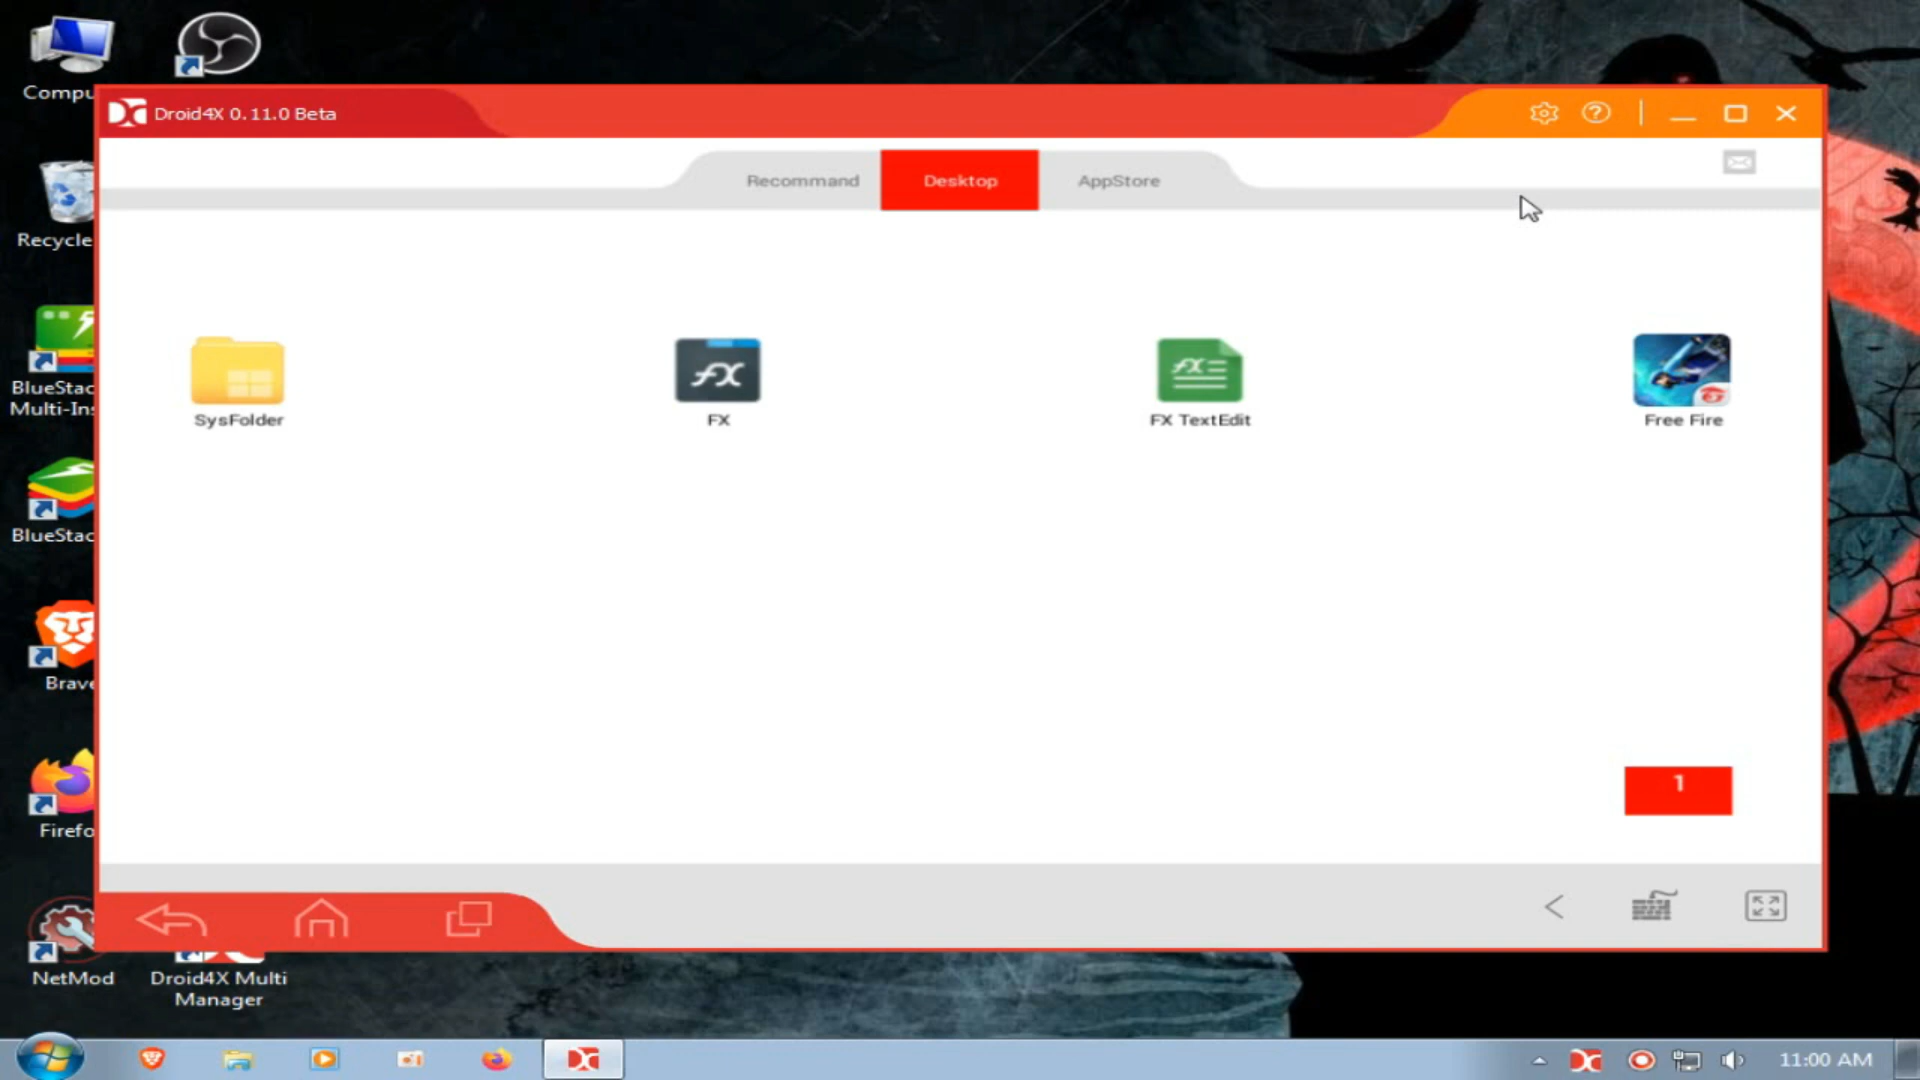 Compu
Droid4X 0.11.0 Beta
Recommand
Desktop
AppStore
Recycle
SysFolder
FX
FX TextEdit
Free Fire
BlueStac
Multi-Ins
BlueStac
Brave
1
Firefo
NetMod
Droid4X Multi
Manager
11:00 AM